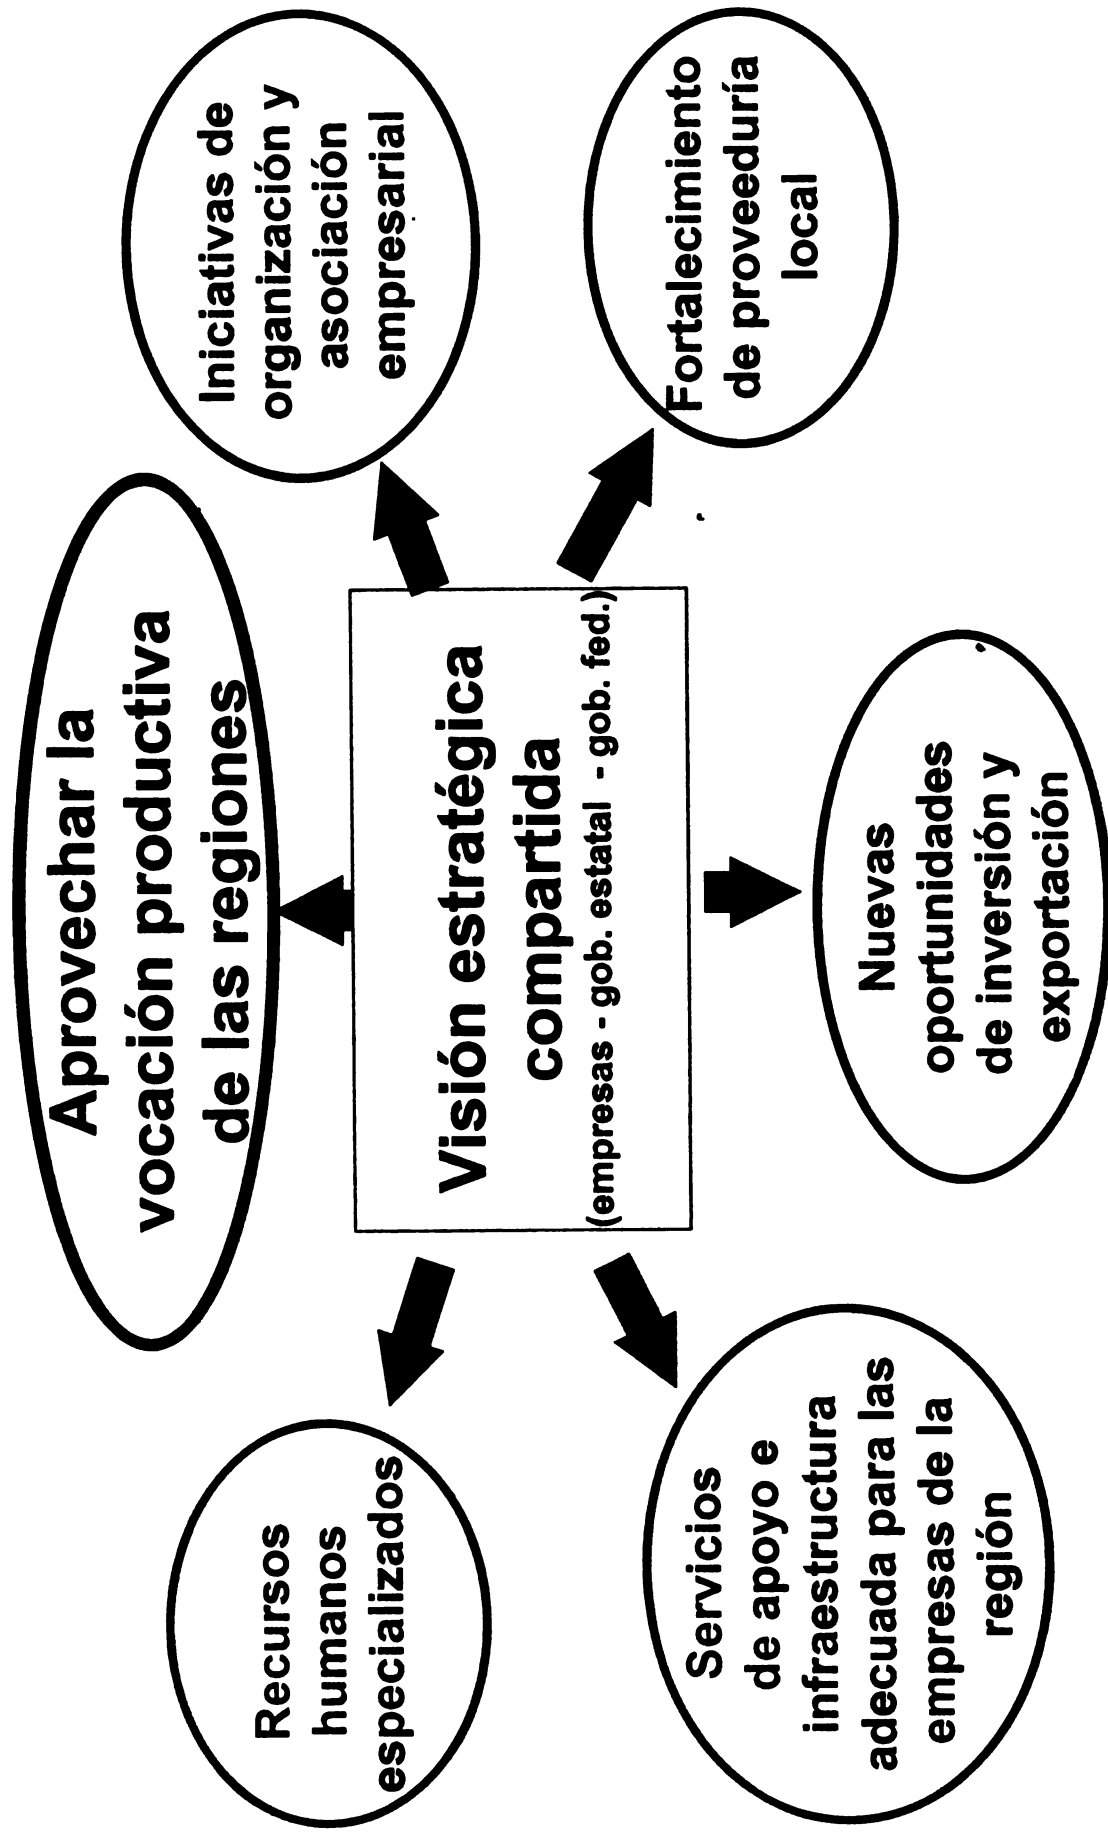 Aprovechar la
vocación productiva
de las regiones
Recursos
humanos
especializados
Iniciativas de
organización y
asociación
empresarial
Visión estratégica
compartida
(empresas - gob. estatal - gob. fed.)
Servicios
de apoyo e
infraestructura
adecuada para las
empresas de la
región
Nuevas
oportunidades
de inversión y
exportación
Fortalecimiento
de proveeduría
local